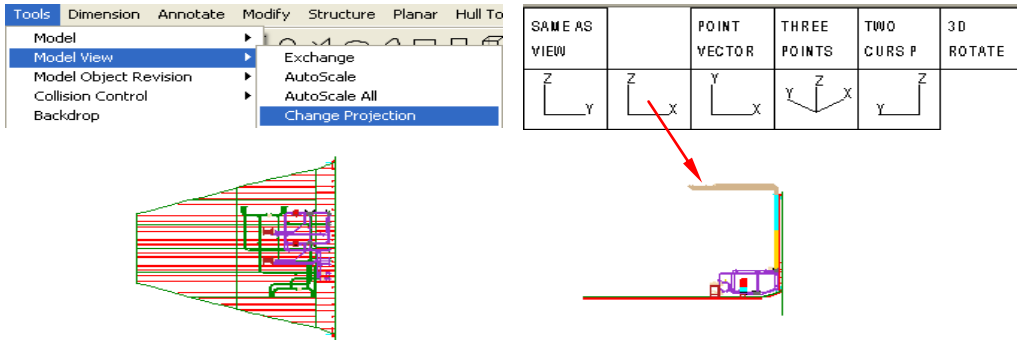 Tools Dimension Annotate Modify Structure Planar Hull To
Model
Model View
Model Object Revision
Collision Control
Backdrop
Exchange
AutoScale
AutoScale All
Change Projection
SAME AS VIEW
POINT VECTOR
THREE POINTS
TWO CURS P
3D ROTATE
Z Y
Z X
Y X
Y Z X
Y Z